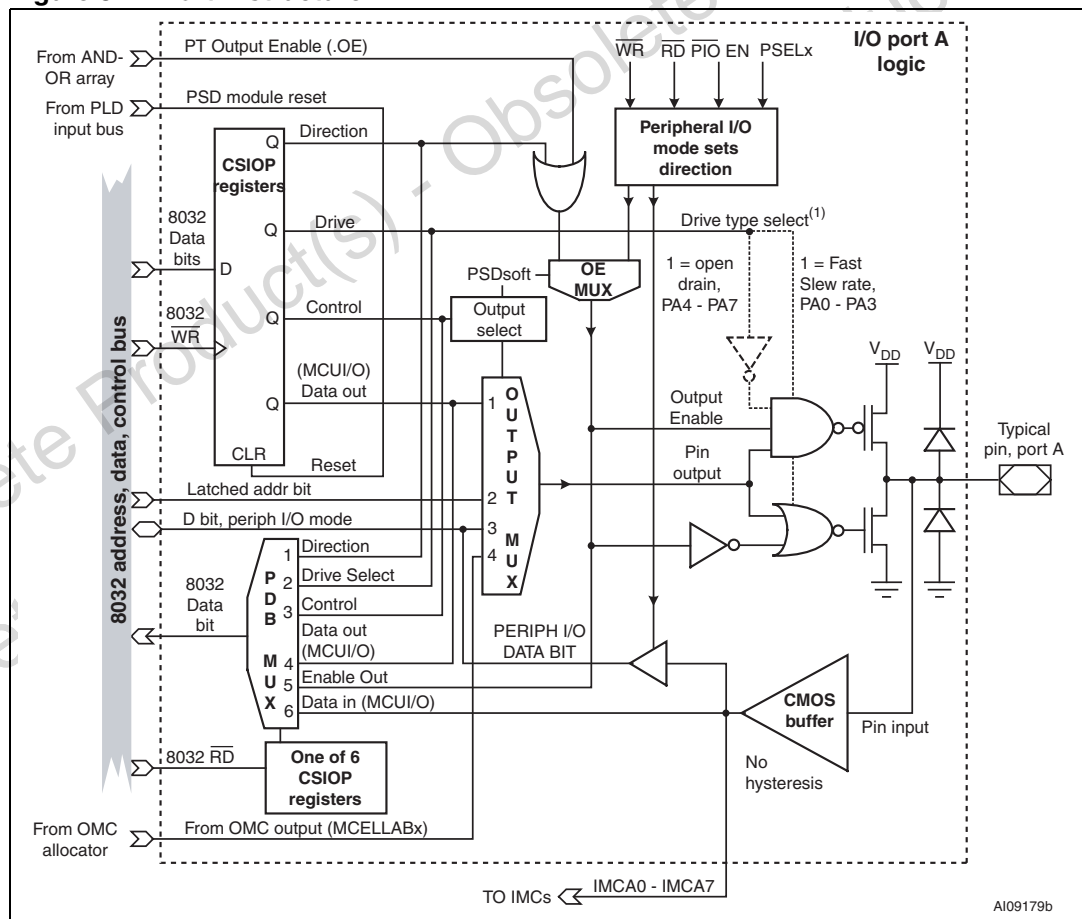 PT Output Enable (.OE)
From AND-
OR array
WR RD PIO EN PSELx
I/O port A
logic
PSD module reset
From PLD
input bus
Direction
Q
CSIOP
registers
Peripheral I/O
mode sets
direction
8032
Data
bits
Q
Drive
Drive type select(1)
D
PSDsoft
OE
MUX
1 = open
drain,
PA4 - PA7
1 = Fast
Slew rate,
PA0 - PA3
8032
WR
Q
Control
Output
select
VDD
VDD
(MCUI/O)
Data out
Q
1
OUTPUT MUX
Output
Enable
Typical
pin, port A
CLR
Reset
Pin
output
Latched addr bit
2
D bit, periph I/O mode
3
4
8032 address, data, control bus
PDB MUX
1
Direction
2
Drive Select
8032
Data
bit
3
Control
Data out
(MCUI/O)
4
PERIPH I/O
DATA BIT
5
Enable Out
6
Data in (MCUI/O)
CMOS
buffer
Pin input
No
hysteresis
8032 RD
One of 6
CSIOP
registers
From OMC
allocator
From OMC output (MCELLABx)
TO IMCs
IMCA0 - IMCA7
AI09179b
Obsolete Product(s) - Obsolete